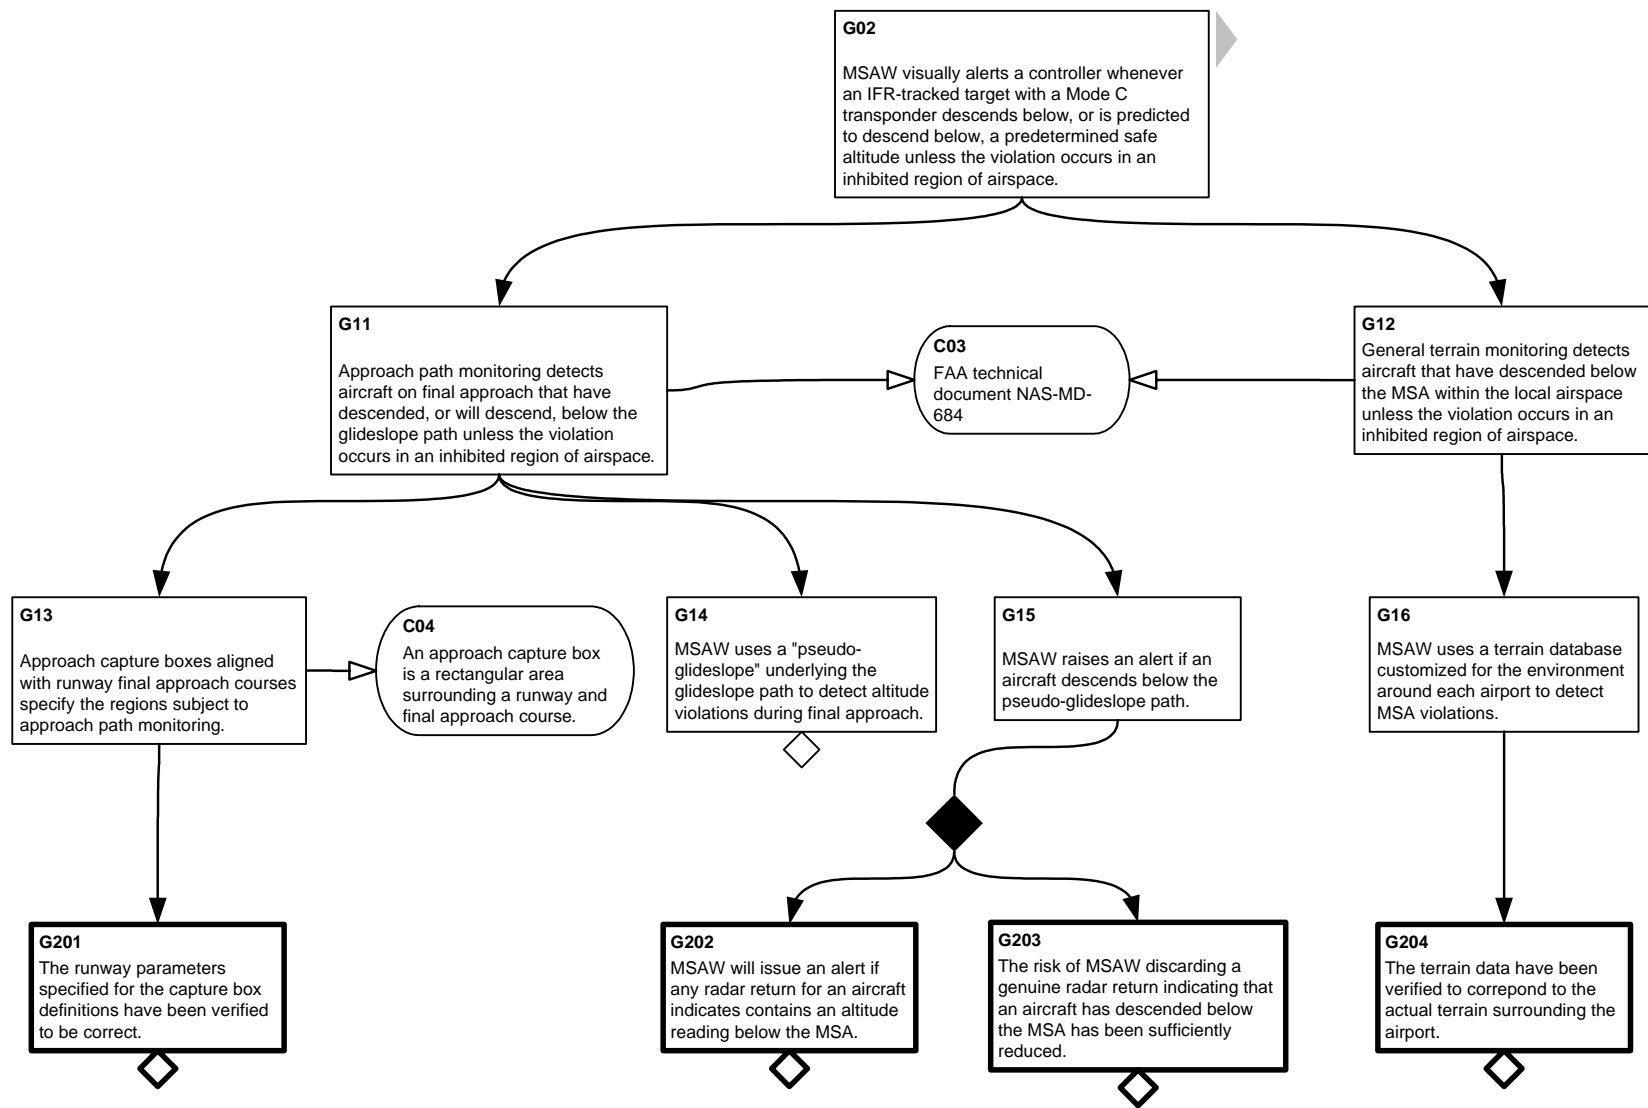 G02
MSAW visually alerts a controller whenever
an IFR-tracked target with a Mode C
transponder descends below, or is predicted
to descend below, a predetermined safe
altitude unless the violation occurs in an
inhibited region of airspace.
G11
Approach path monitoring detects
aircraft on final approach that have
descended, or will descend, below the
glideslope path unless the violation
occurs in an inhibited region of airspace.
C03
FAA technical
document NAS-MD-
684
G12
General terrain monitoring detects
aircraft that have descended below
the MSA within the local airspace
unless the violation occurs in an
inhibited region of airspace.
G13
Approach capture boxes aligned
with runway final approach courses
specify the regions subject to
approach path monitoring.
C04
An approach capture box
is a rectangular area
surrounding a runway and
final approach course.
G14
MSAW uses a "pseudo-
glideslope" underlying the
glideslope path to detect altitude
violations during final approach.
G15
MSAW raises an alert if an
aircraft descends below the
pseudo-glideslope path.
G16
MSAW uses a terrain database
customized for the environment
around each airport to detect
MSA violations.
G201
The runway parameters
specified for the capture box
definitions have been verified
to be correct.
G202
MSAW will issue an alert if
any radar return for an aircraft
indicates contains an altitude
reading below the MSA.
G203
The risk of MSAW discarding a
genuine radar return indicating that
an aircraft has descended below
the MSA has been sufficiently
reduced.
G204
The terrain data have been
verified to correpond to the
actual terrain surrounding the
airport.